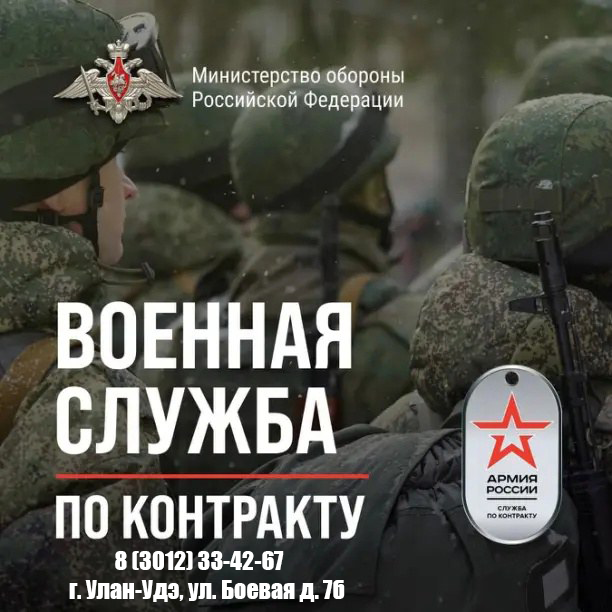 Министерство обороны
Российской Федерации
ВОЕННАЯ
СЛУЖБА
ПО КОНТРАКТУ
АРМИЯ
РОССИИ
СЛУЖБА
ПО КОНТРАКТУ
8 (3012) 33-42-67
г. Улан-Удэ, ул. Боевая д. 7б